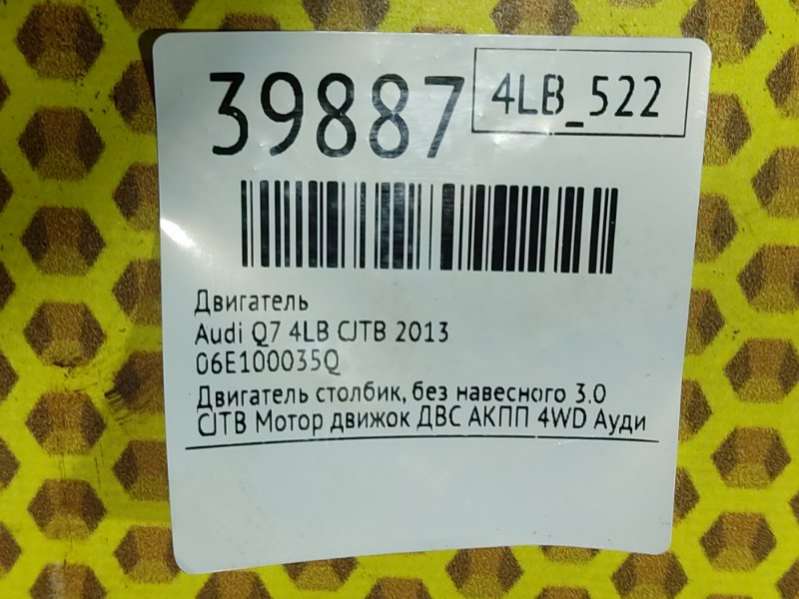 39887
4LB_522
Двигатель
Audi Q7 4LB CJTB 2013
06E100035Q
Двигатель столбик, без навесного 3.0
CJTB Мотор движок ДВС АКПП 4WD Ауди